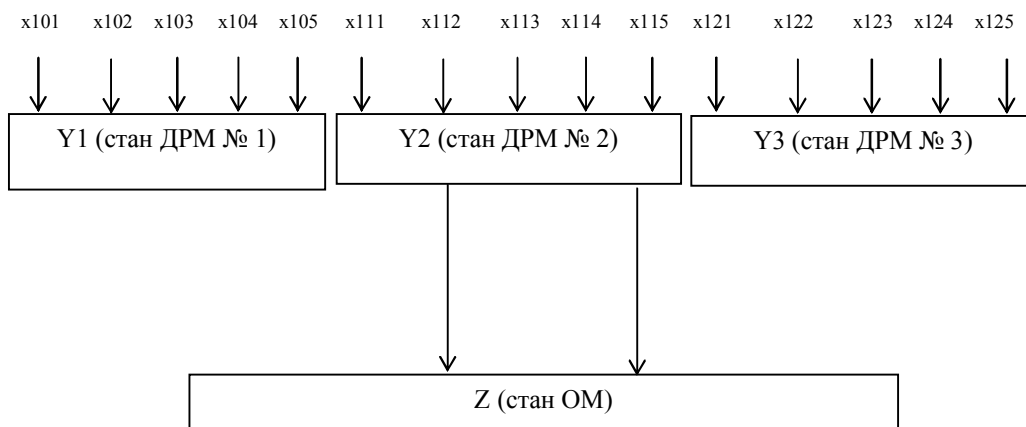 x101 x102 x103 x104 x105 x111 x112 x113 x114 x115 x121 x122 x123 x124 x125
Y1 (стан ДРМ № 1) Y2 (стан ДРМ № 2) Y3 (стан ДРМ № 3)
Z (стан ОМ)